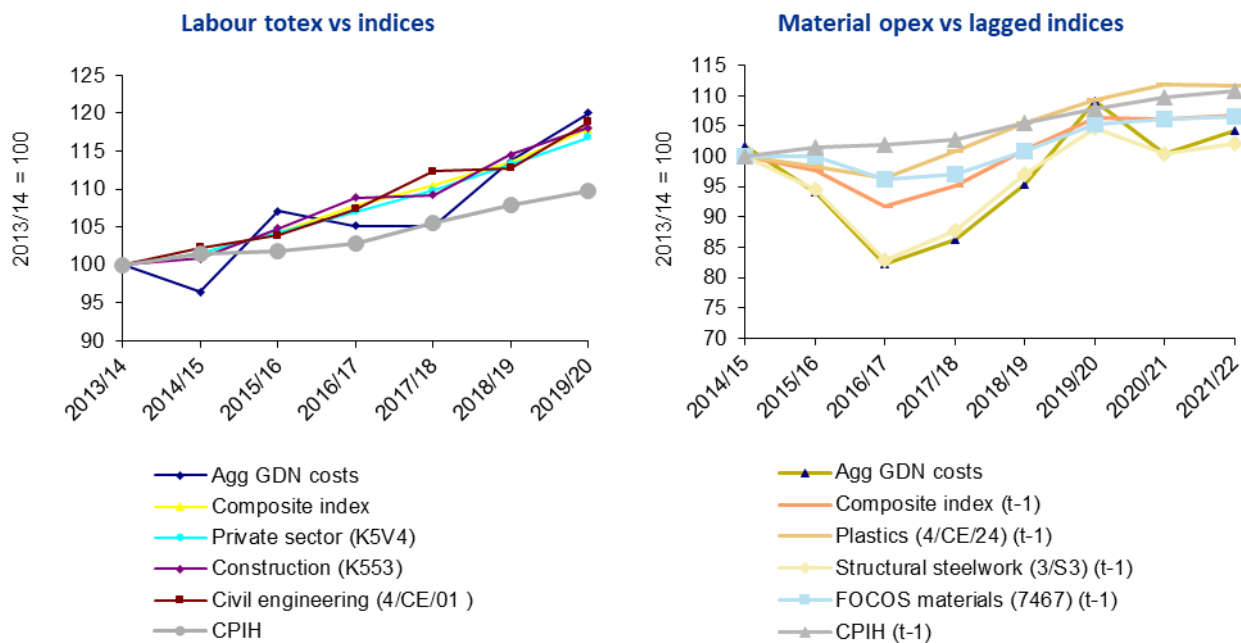 Labour totex vs indices
2013/14 = 100
125
120
115
110
105
100
95
90
2013/14
2014/15
2015/16
2016/17
2017/18
2018/19
2019/20
Agg GDN costs
Composite index
Private sector (K5V4)
Construction (K553)
Civil engineering (4/CE/01 )
CPIH
Material opex vs lagged indices
2013/14 = 100
115
110
105
100
95
90
85
80
75
70
2014/15
2015/16
2016/17
2017/18
2018/19
2019/20
2020/21
2021/22
Agg GDN costs
Composite index (t-1)
Plastics (4/CE/24) (t-1)
Structural steelwork (3/S3) (t-1)
FOCOS materials (7467) (t-1)
CPIH (t-1)